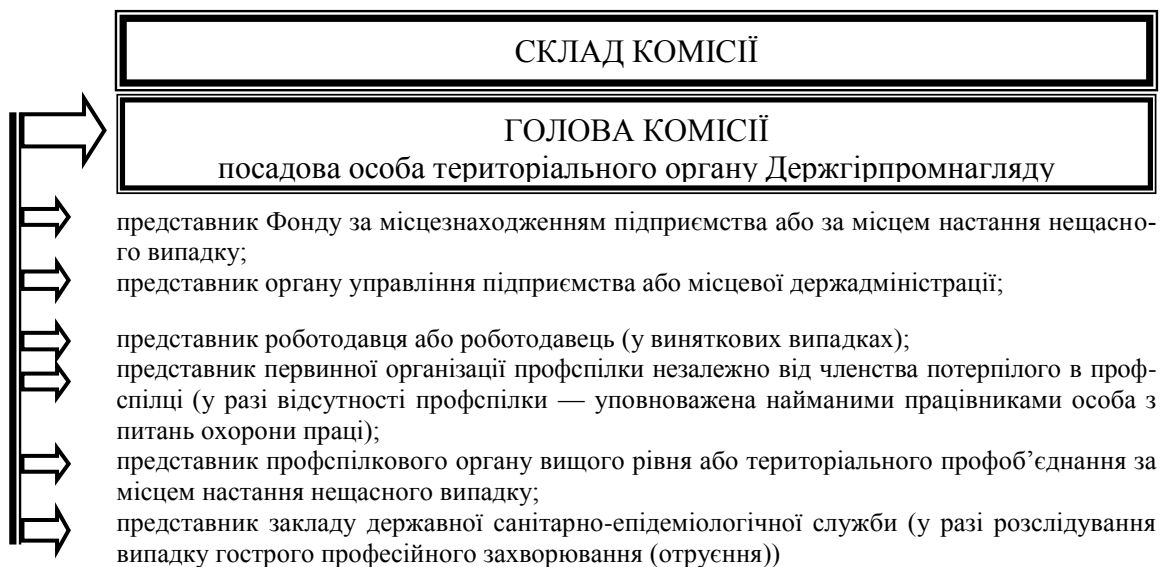 СКЛАД КОМІСІЇ
ГОЛОВА КОМІСІЇ
посадова особа територіального органу Держгірпромнагляду
представник Фонду за місцезнаходженням підприємства або за місцем настання нещасно-
го випадку;
представник органу управління підприємства або місцевої держадміністрації;
представник роботодавця або роботодавець (у виняткових випадках);
представник первинної організації профспілки незалежно від членства потерпілого в проф-
спілці (у разі відсутності профспілки — уповноважена найманими працівниками особа з
питань охорони праці);
представник профспілкового органу вищого рівня або територіального профоб’єднання за
місцем настання нещасного випадку;
представник закладу державної санітарно-епідеміологічної служби (у разі розслідування
випадку гострого професійного захворювання (отруєння))